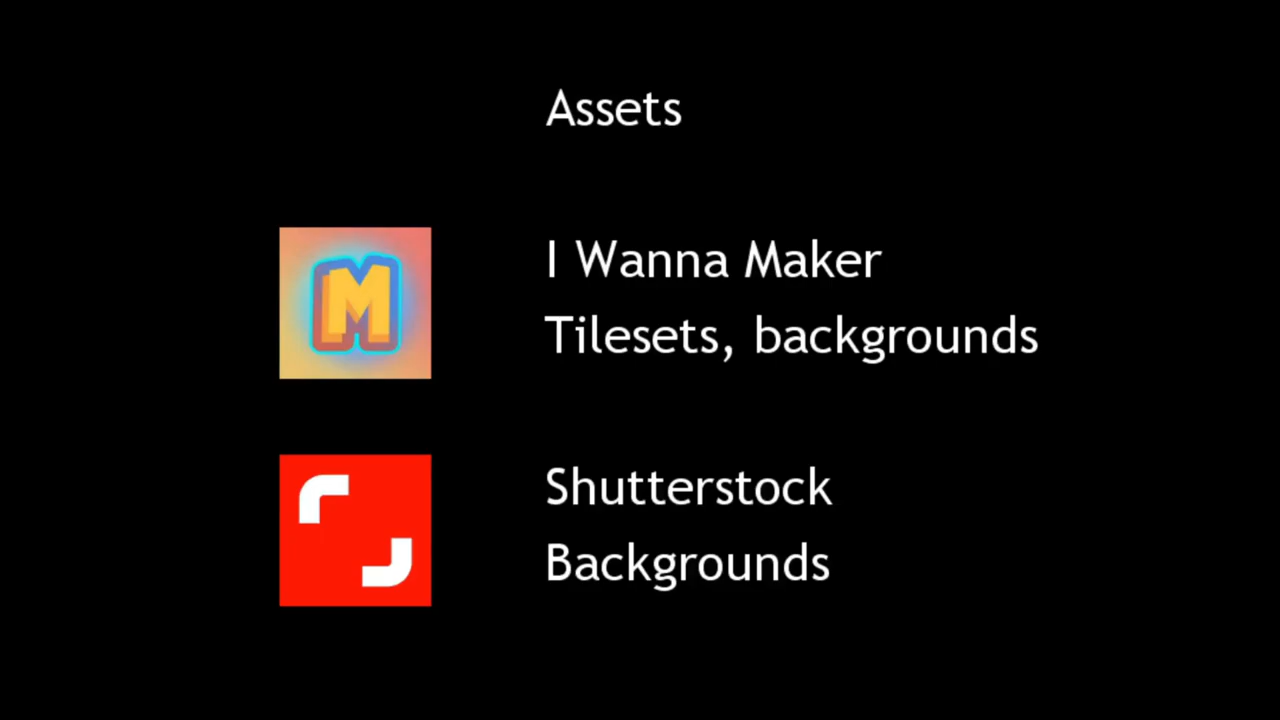 Assets
M
I Wanna Maker
Tilesets, backgrounds
Shutterstock
Backgrounds